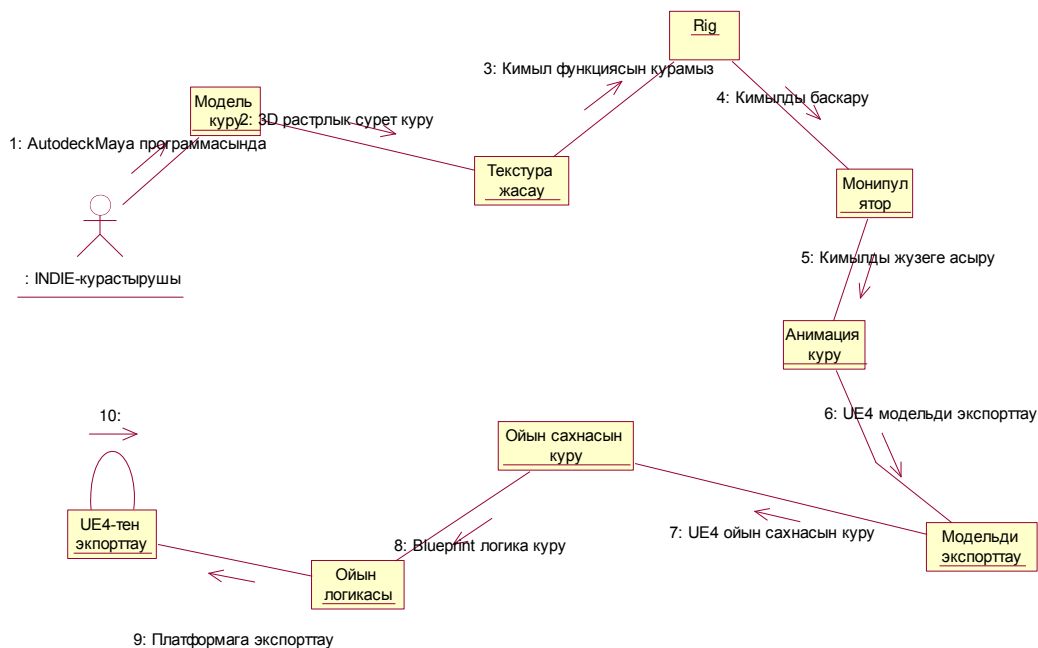 Rig
3: Кимыл функциясын курамыз
4: Кимылды баскару
Модель
куру
2: 3D растрлык сурет куру
1: AutodeckMaya программасында
Текстура
жасау
Монипул
ятор
: INDIE-курастырушы
5: Кимылды жузеге асыру
Анимация
куру
10:
6: UE4 модельди экспорттау
Ойын сахнасын
куру
UE4-тен
экпорттау
7: UE4 ойын сахнасын куру
Модельди
экспорттау
8: Blueprint логика куру
Ойын
логикасы
9: Платформага экспорттау